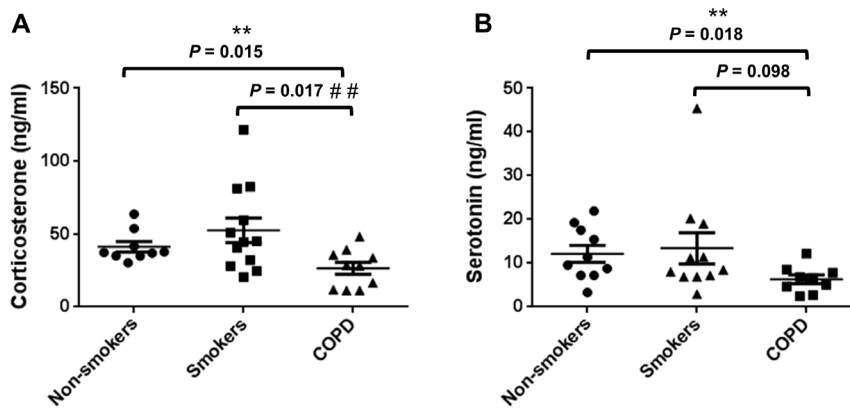 A
**
P = 0.015
P = 0.017 # #
Corticosterone (ng/ml)
150
100
50
0
Non-smokers
Smokers
COPD
B
**
P = 0.018
P = 0.098
Serotonin (ng/ml)
50
40
30
20
10
0
Non-smokers
Smokers
COPD